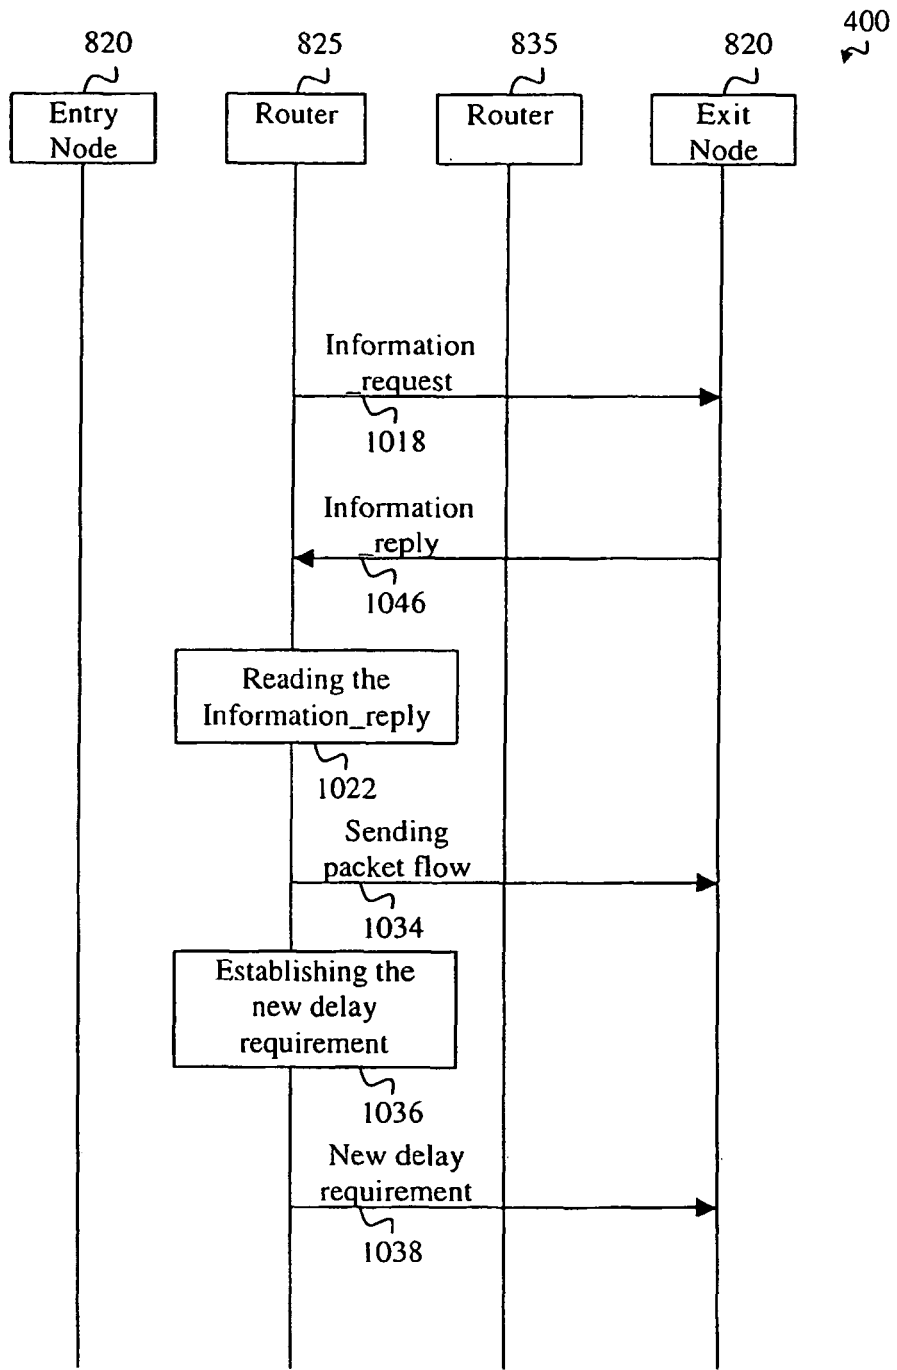 400
820
825
835
820
Entry
Node
Router
Router
Exit
Node
Information
_request
1018
Information
_reply
1046
Reading the
Information_reply
1022
Sending
packet flow
1034
Establishing the
new delay
requirement
1036
New delay
requirement
1038